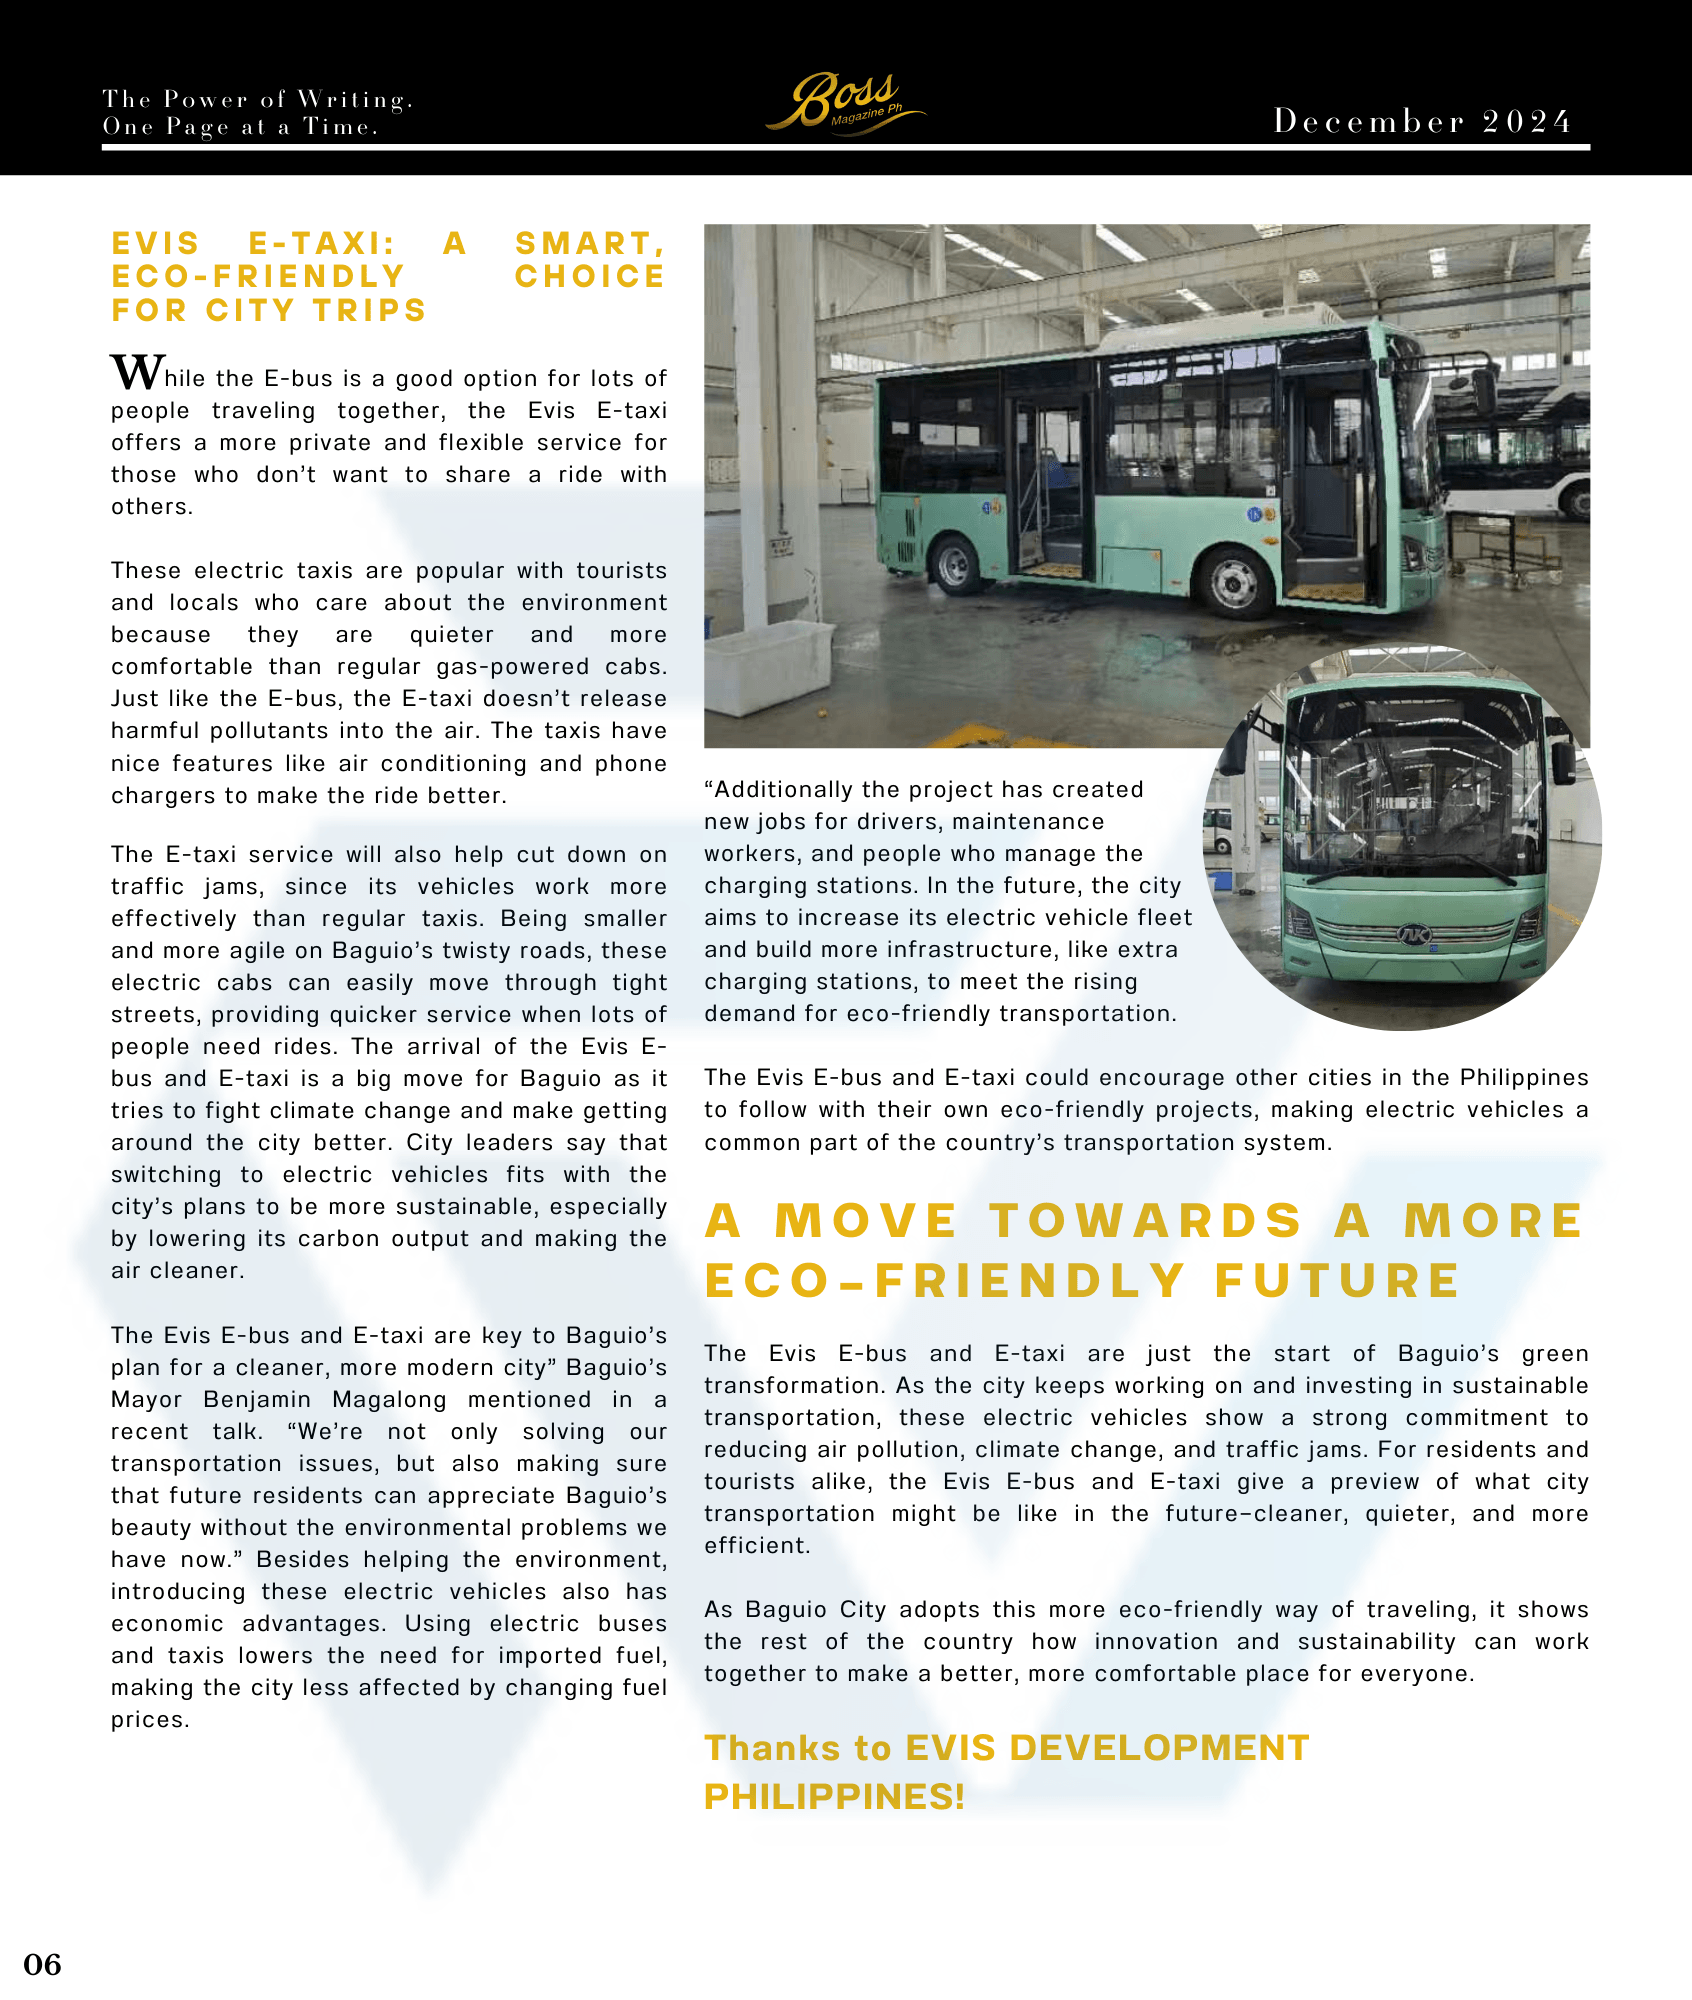 The Power of Writing.
One Page at a Time.
Boss
Magazine Ph
December 2024
EVIS E-TAXI: A SMART,
ECO-FRIENDLY CHOICE
FOR CITY TRIPS
While the E-bus is a good option for lots of
people traveling together, the Evis E-taxi
offers a more private and flexible service for
those who don’t want to share a ride with
others.
These electric taxis are popular with tourists
and locals who care about the environment
because they are quieter and more
comfortable than regular gas-powered cabs.
Just like the E-bus, the E-taxi doesn’t release
harmful pollutants into the air. The taxis have
nice features like air conditioning and phone
chargers to make the ride better.
The E-taxi service will also help cut down on
traffic jams, since its vehicles work more
effectively than regular taxis. Being smaller
and more agile on Baguio’s twisty roads, these
electric cabs can easily move through tight
streets, providing quicker service when lots of
people need rides. The arrival of the Evis E-
bus and E-taxi is a big move for Baguio as it
tries to fight climate change and make getting
around the city better. City leaders say that
switching to electric vehicles fits with the
city’s plans to be more sustainable, especially
by lowering its carbon output and making the
air cleaner.
The Evis E-bus and E-taxi are key to Baguio’s
plan for a cleaner, more modern city” Baguio’s
Mayor Benjamin Magalong mentioned in a
recent talk. “We’re not only solving our
transportation issues, but also making sure
that future residents can appreciate Baguio’s
beauty without the environmental problems we
have now.” Besides helping the environment,
introducing these electric vehicles also has
economic advantages. Using electric buses
and taxis lowers the need for imported fuel,
making the city less affected by changing fuel
prices.
“Additionally the project has created
new jobs for drivers, maintenance
workers, and people who manage the
charging stations. In the future, the city
aims to increase its electric vehicle fleet
and build more infrastructure, like extra
charging stations, to meet the rising
demand for eco-friendly transportation.
The Evis E-bus and E-taxi could encourage other cities in the Philippines
to follow with their own eco-friendly projects, making electric vehicles a
common part of the country’s transportation system.
A MOVE TOWARDS A MORE
ECO–FRIENDLY FUTURE
The Evis E-bus and E-taxi are just the start of Baguio’s green
transformation. As the city keeps working on and investing in sustainable
transportation, these electric vehicles show a strong commitment to
reducing air pollution, climate change, and traffic jams. For residents and
tourists alike, the Evis E-bus and E-taxi give a preview of what city
transportation might be like in the future–cleaner, quieter, and more
efficient.
As Baguio City adopts this more eco-friendly way of traveling, it shows
the rest of the country how innovation and sustainability can work
together to make a better, more comfortable place for everyone.
Thanks to EVIS DEVELOPMENT
PHILIPPINES!
06